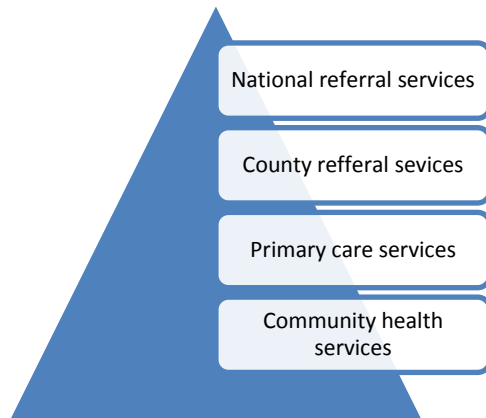 National referral services
County refferal sevices
Primary care services
Community health
services